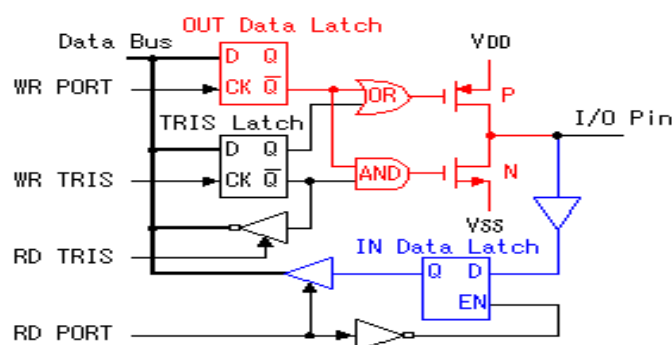 OUT Data Latch
Data Bus
VDD
D Q
WR PORT
CK Q̅
OR
P
I/O Pin
TRIS Latch
D Q
WR TRIS
CK Q̅
AND
N
VSS
RD TRIS
IN Data Latch
Q D
EN
RD PORT